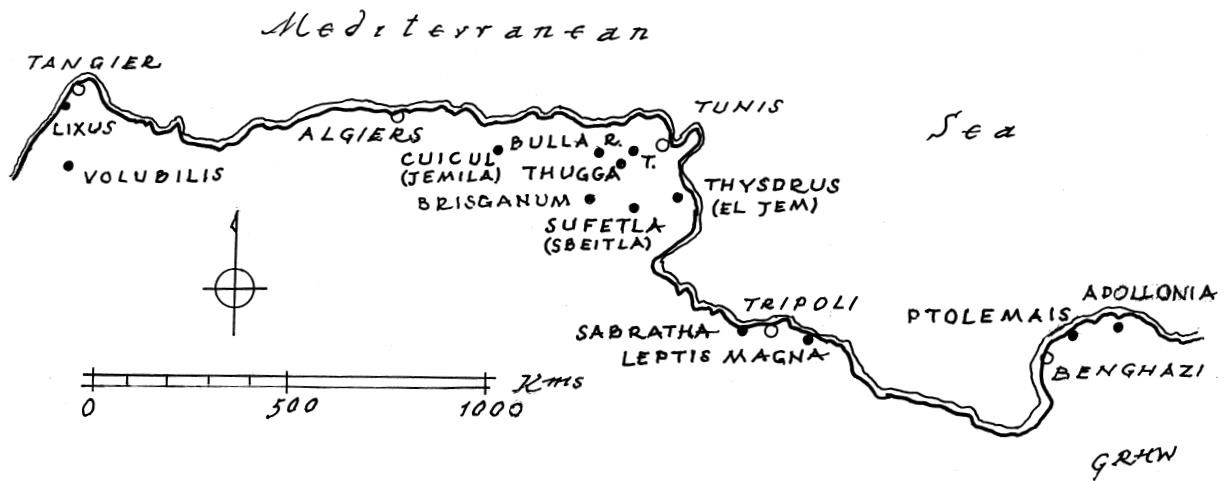 Mediterranean
Sea
TANGIER
LIXUS
VOLUBILIS
ALGIERS
CUICUL
(JEMILA)
BULLA R.
THUGGA
T.
TUNIS
BRISGANUM
SUFETLA
(SBEITLA)
THYSDRUS
(EL JEM)
TRIPOLI
SABRATHA
LEPTIS MAGNA
PTOLEMAIS
ADOLLONIA
BENGHAZI
0 500 1000 Kms
GRHW